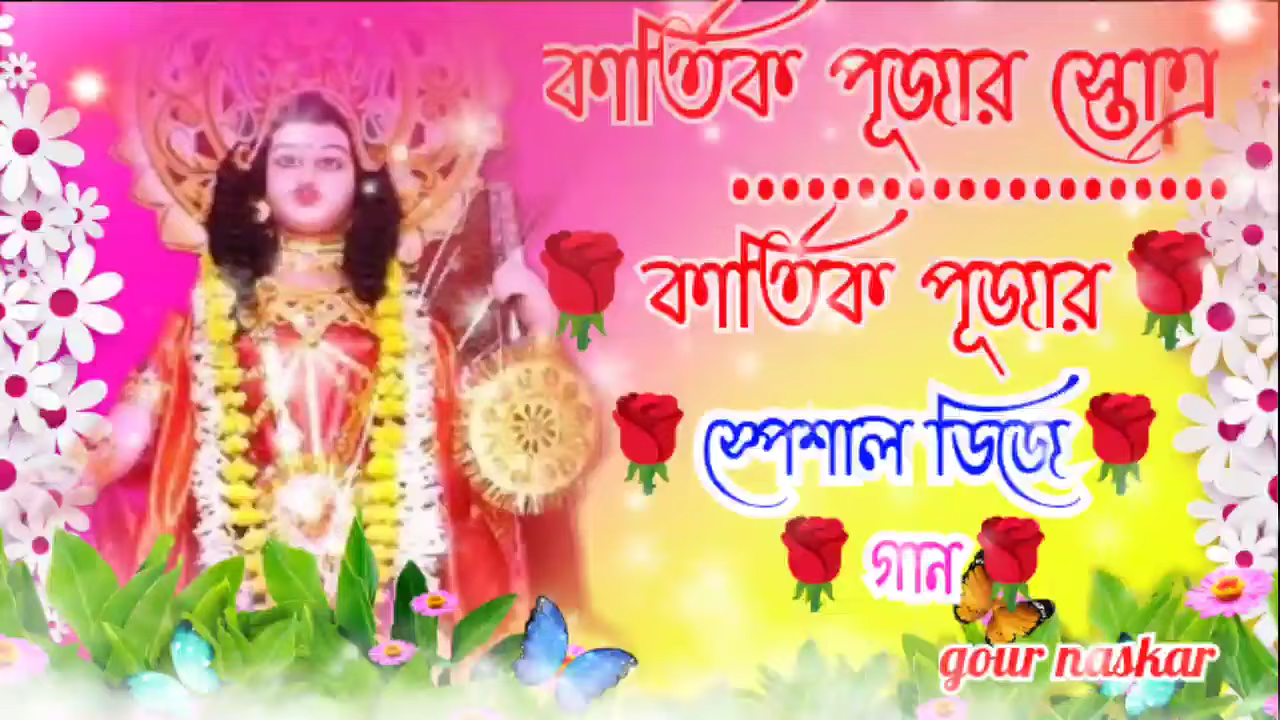 কার্তিক পূজার স্তোত্র
কার্তিক পূজার
স্পেশাল ডিজে
গান
gour naskar